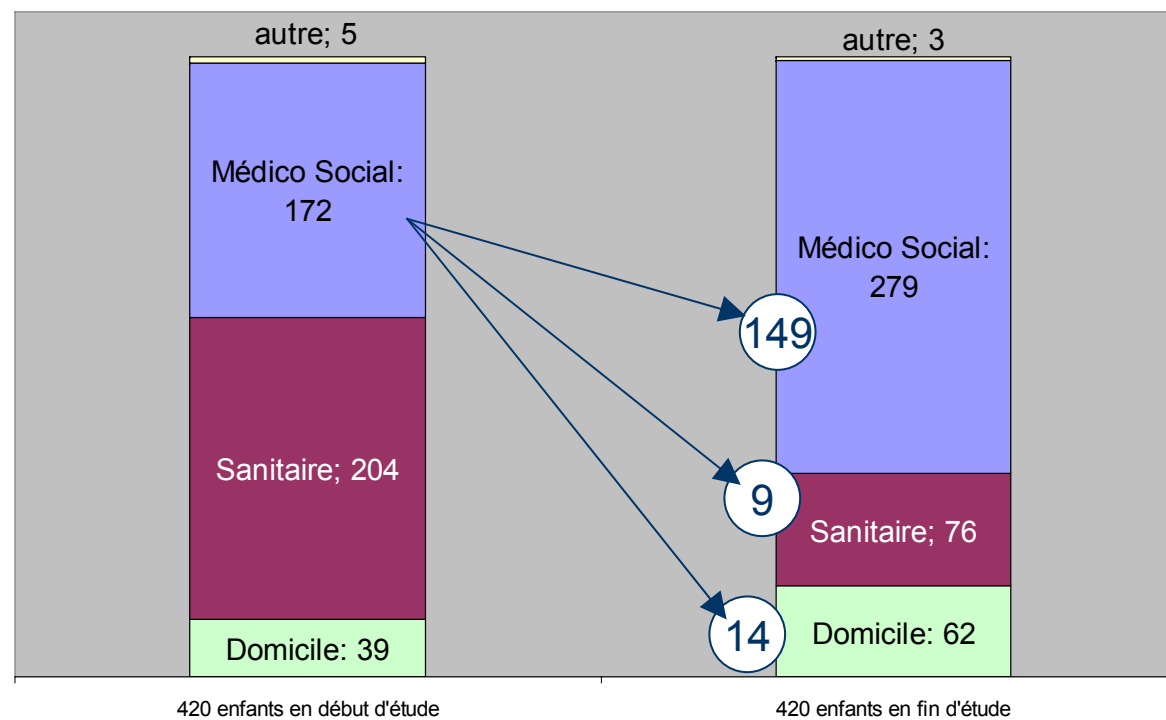 autre; 5
Médico Social:
172
Sanitaire; 204
Domicile: 39
149
9
14
autre; 3
Médico Social:
279
Sanitaire; 76
Domicile: 62
420 enfants en début d'étude
420 enfants en fin d'étude